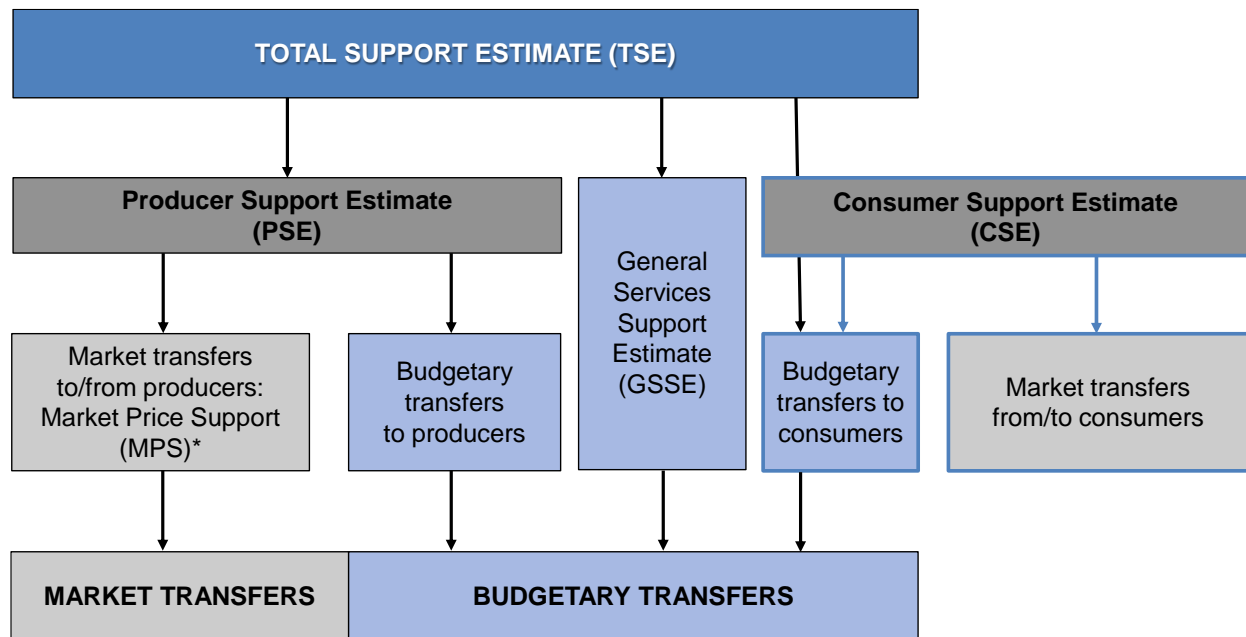 TOTAL SUPPORT ESTIMATE (TSE)
Producer Support Estimate
(PSE)
Consumer Support Estimate
(CSE)
General
Services
Support
Estimate
(GSSE)
Market transfers
to/from producers:
Market Price Support
(MPS)*
Budgetary
transfers
to producers
Budgetary
transfers to
consumers
Market transfers
from/to consumers
MARKET TRANSFERS
BUDGETARY TRANSFERS